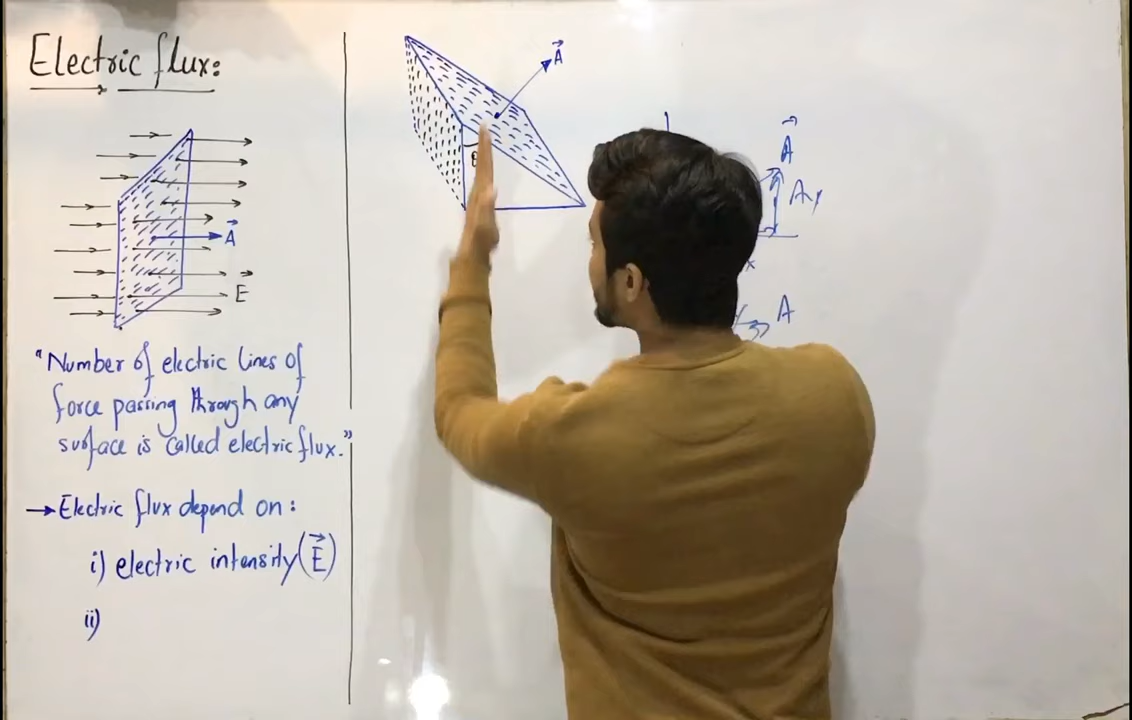 Electric flux:
A
E
"Number of electric lines of
force passing through any
surface is called electric flux."
→ Electric flux depend on:
i) electric intensity (E)
ii)
A
θ
A
Ay
x
A